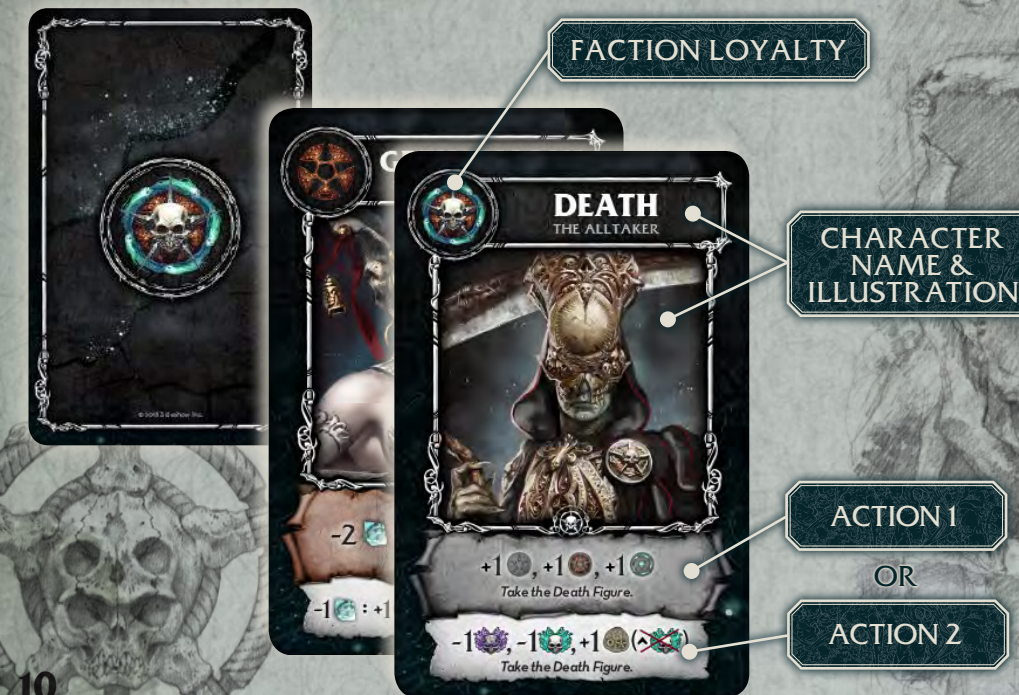 FACTION LOYALTY
G
DEATH
THE ALLTAKER
CHARACTER
NAME &
ILLUSTRATION
-2
-1 : +1
+1 , +1 , +1
Take the Death Figure.
-1 , -1 , +1 ( )
Take the Death Figure.
ACTION 1
OR
ACTION 2
10